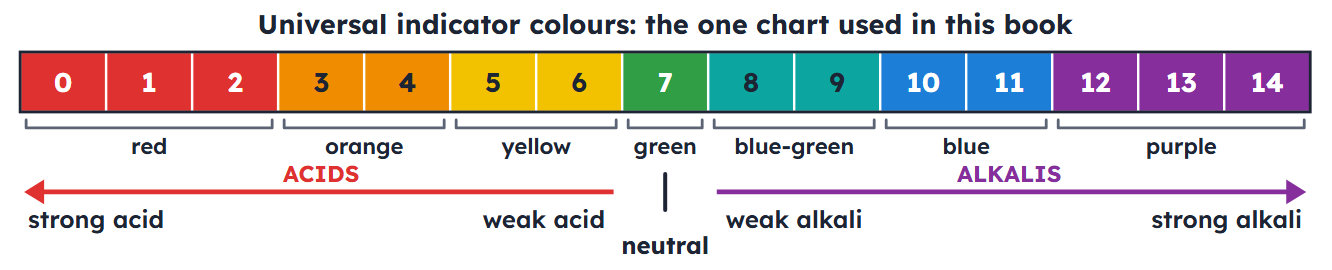 Universal indicator colours: the one chart used in this book
0 1 2 3 4 5 6 7 8 9 10 11 12 13 14
red orange yellow green blue-green blue purple
ACIDS ALKALIS
strong acid weak acid weak alkali strong alkali
neutral